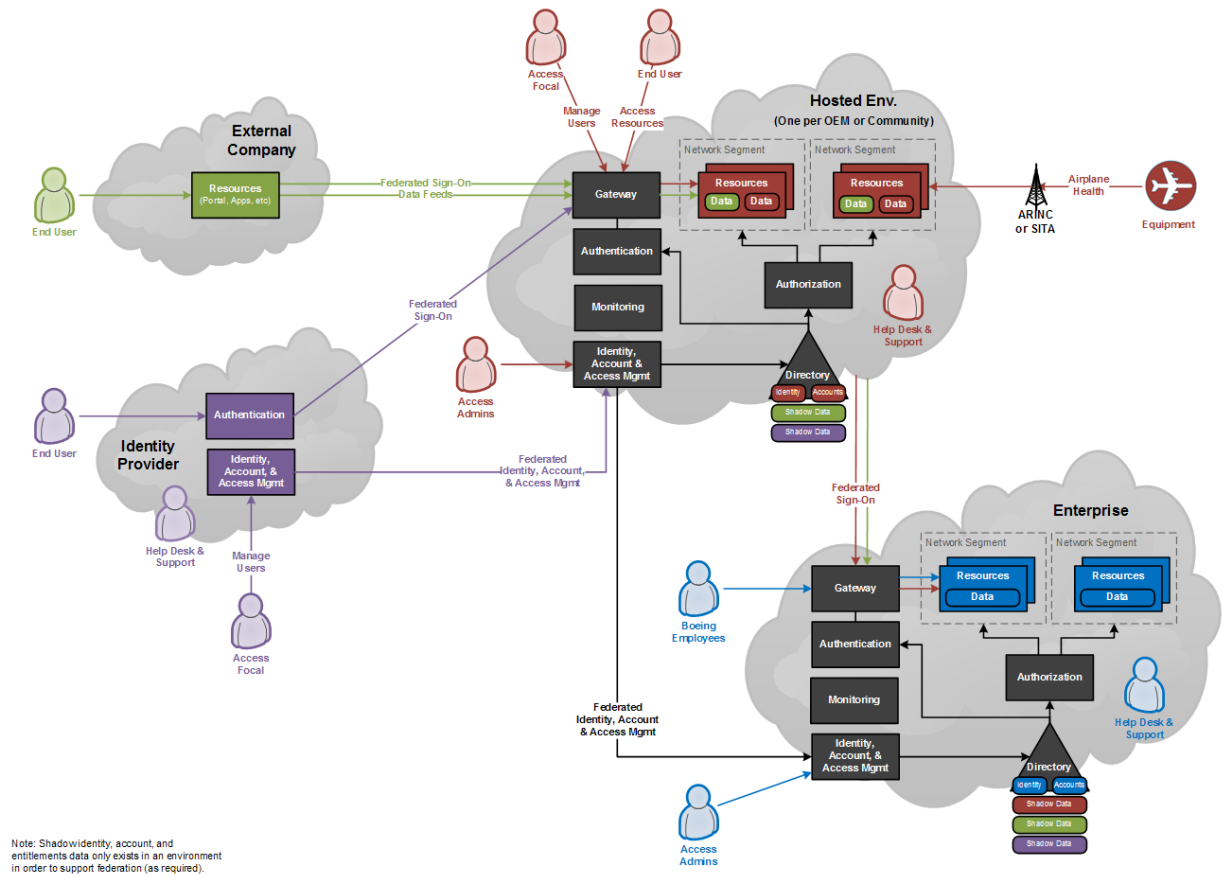 Access
Focal
End User
Manage
Users
Access
Resources
Hosted Env.
(One per OEM or Community)
External
Company
Resources
(Portal, Apps, etc)
End User
Federated Sign-On
Data Feeds
Gateway
Network Segment
Resources
Data
Data
Network Segment
Resources
Data
Data
Airplane
Health
ARINC
or SITA
Equipment
Authentication
Monitoring
Identity,
Account &
Access Mgmt
Authorization
Help Desk &
Support
Directory
Identity
Accounts
Shadow Data
Shadow Data
Access
Admins
Federated
Sign-On
End User
Authentication
Identity
Provider
Identity,
Account, &
Access Mgmt
Help Desk &
Support
Manage
Users
Access
Focal
Federated
Identity, Account,
& Access Mgmt
Federated
Sign-On
Enterprise
Boeing
Employees
Gateway
Network Segment
Resources
Data
Network Segment
Resources
Data
Authentication
Monitoring
Identity,
Account, &
Access Mgmt
Authorization
Help Desk &
Support
Directory
Identity
Accounts
Shadow Data
Shadow Data
Shadow Data
Federated
Identity, Account
& Access Mgmt
Access
Admins
Note: Shadow identity, account, and
entitlements data only exists in an environment
in order to support federation (as required).